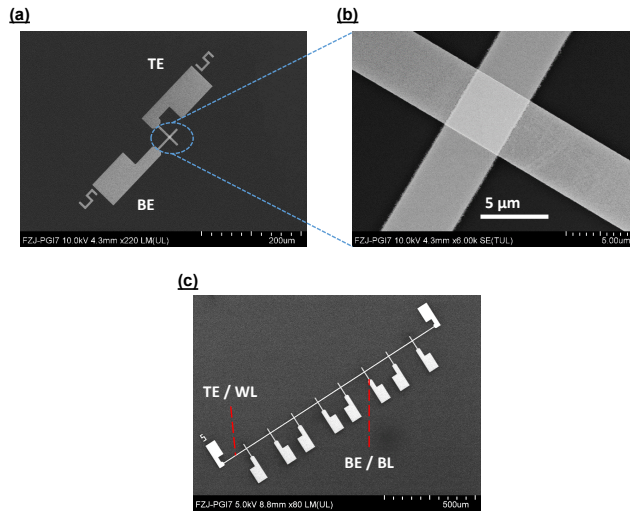 (a)
TE
BE
FZJ-PGI7 10.0kV 4.3mm x220 LM(UL) 200um
(b)
5 µm
FZJ-PGI7 10.0kV 4.3mm x6.00k SE(TUL) 5.00um
(c)
5
TE / WL
BE / BL
FZJ-PGI7 5.0kV 8.8mm x80 LM(UL) 500um